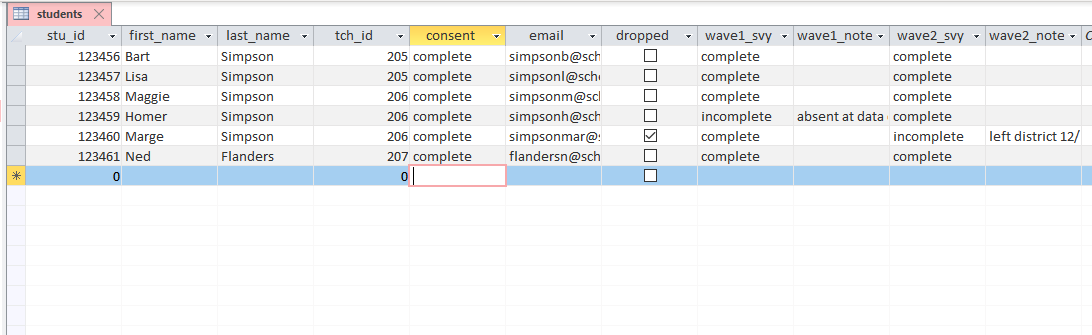 students
stu_id first_name last_name tch_id consent email dropped wave1_svy wave1_note wave2_svy wave2_note
123456 Bart Simpson 205 complete simpsonb@sch complete complete
123457 Lisa Simpson 205 complete simpsonl@sch complete complete
123458 Maggie Simpson 206 complete simpsonm@sc complete complete
123459 Homer Simpson 206 complete simpsonh@sc incomplete absent at data complete
123460 Marge Simpson 206 complete simpsonmar@ complete incomplete left district 12/
123461 Ned Flanders 207 complete flandersn@sch complete complete
0 0